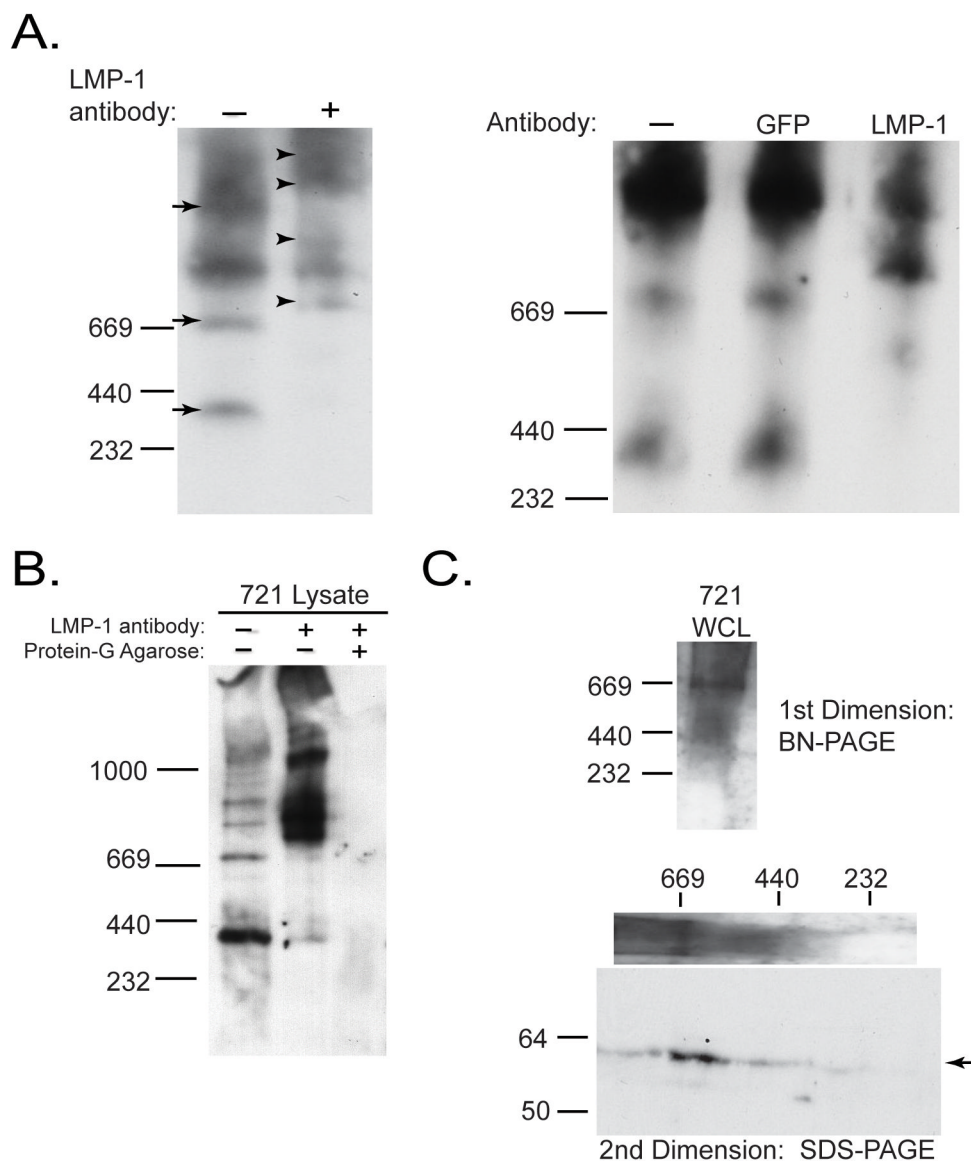 A.
LMP-1
antibody: – +
669
440
232
Antibody: – GFP LMP-1
669
440
232
B.
721 Lysate
LMP-1 antibody: – + +
Protein-G Agarose: – – +
1000
669
440
232
C.
721
WCL
669
440
232
1st Dimension:
BN-PAGE
669 440 232
64
50
2nd Dimension: SDS-PAGE